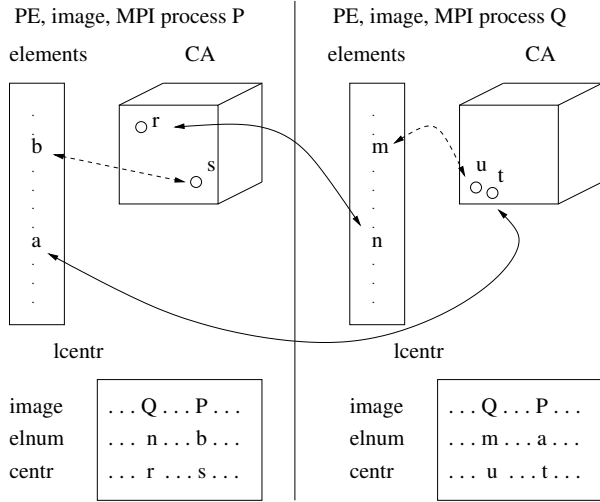 PE, image, MPI process P
elements CA
r
b
s
a
lcentr
image ... Q ... P ...
elnum ... n ... b ...
centr ... r ... s ...
PE, image, MPI process Q
elements CA
m
u
t
n
lcentr
image ... Q ... P ...
elnum ... m ... a ...
centr ... u ... t ...